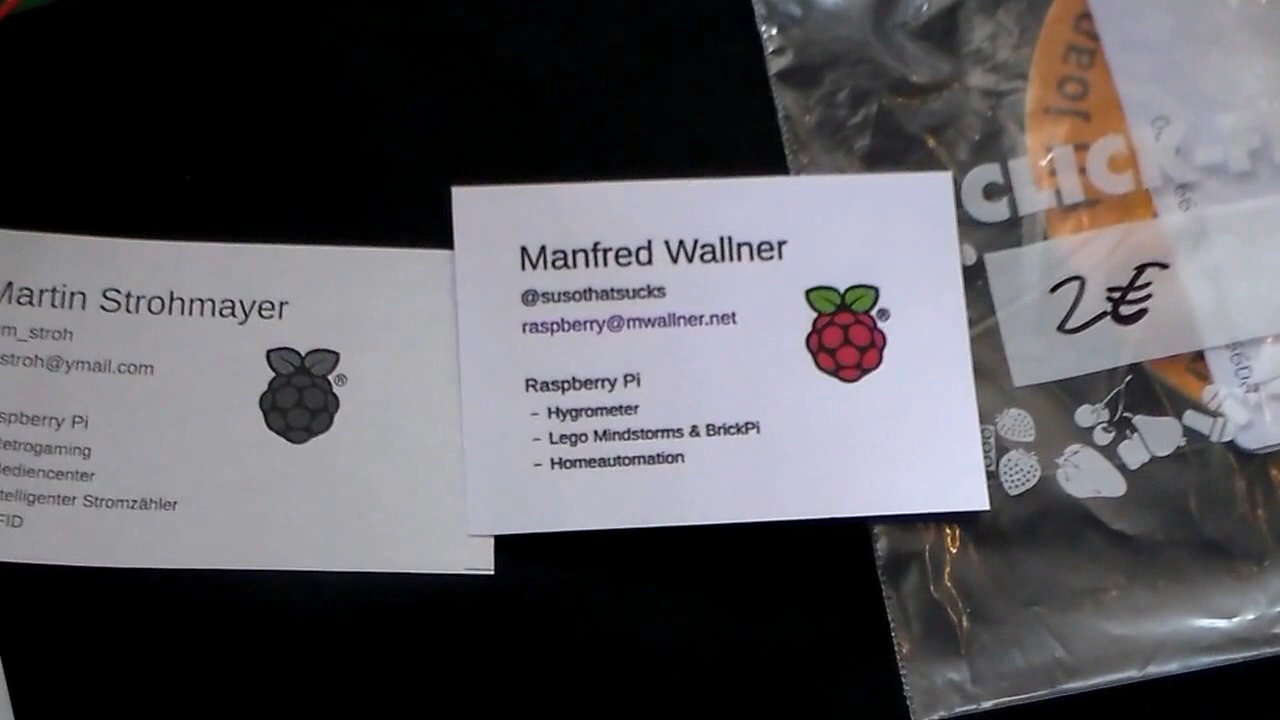 Martin Strohmayer
m_stroh
stroh@ymail.com
spberry Pi
etrogaming
ediencenter
telligenter Stromzähler
FID
®
Manfred Wallner
@susothatsucks
raspberry@mwallner.net
®
Raspberry Pi
– Hygrometer
– Lego Mindstorms & BrickPi
– Homeautomation
joan
CLICK-F
2€